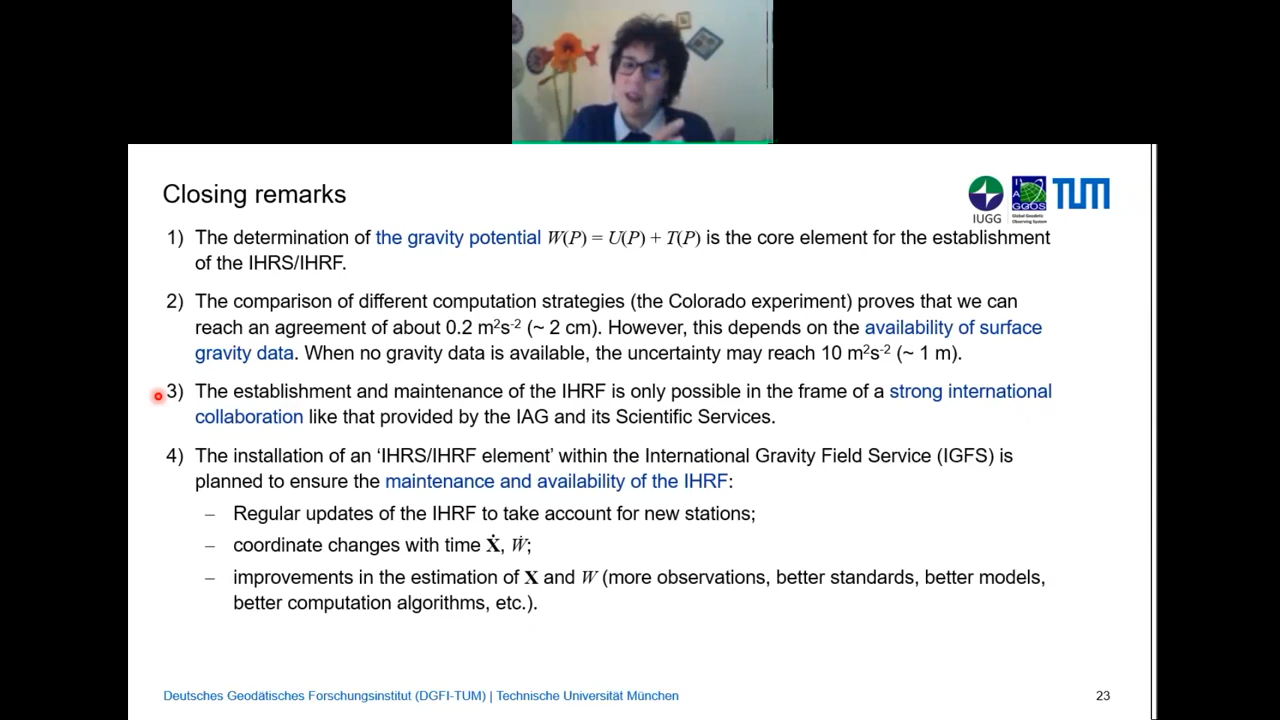 Closing remarks
IUGG
I
A
G
GGOS
Global Geodetic
Observing System
TUM
1) The determination of the gravity potential W(P) = U(P) + T(P) is the core element for the establishment
of the IHRS/IHRF.
2) The comparison of different computation strategies (the Colorado experiment) proves that we can
reach an agreement of about 0.2 m²s⁻² (~ 2 cm). However, this depends on the availability of surface
gravity data. When no gravity data is available, the uncertainty may reach 10 m²s⁻² (~ 1 m).
3) The establishment and maintenance of the IHRF is only possible in the frame of a strong international
collaboration like that provided by the IAG and its Scientific Services.
4) The installation of an ‘IHRS/IHRF element’ within the International Gravity Field Service (IGFS) is
planned to ensure the maintenance and availability of the IHRF:
– Regular updates of the IHRF to take account for new stations;
– coordinate changes with time Ẋ, Ẇ;
– improvements in the estimation of X and W (more observations, better standards, better models,
better computation algorithms, etc.).
Deutsches Geodätisches Forschungsinstitut (DGFI-TUM) | Technische Universität München
23